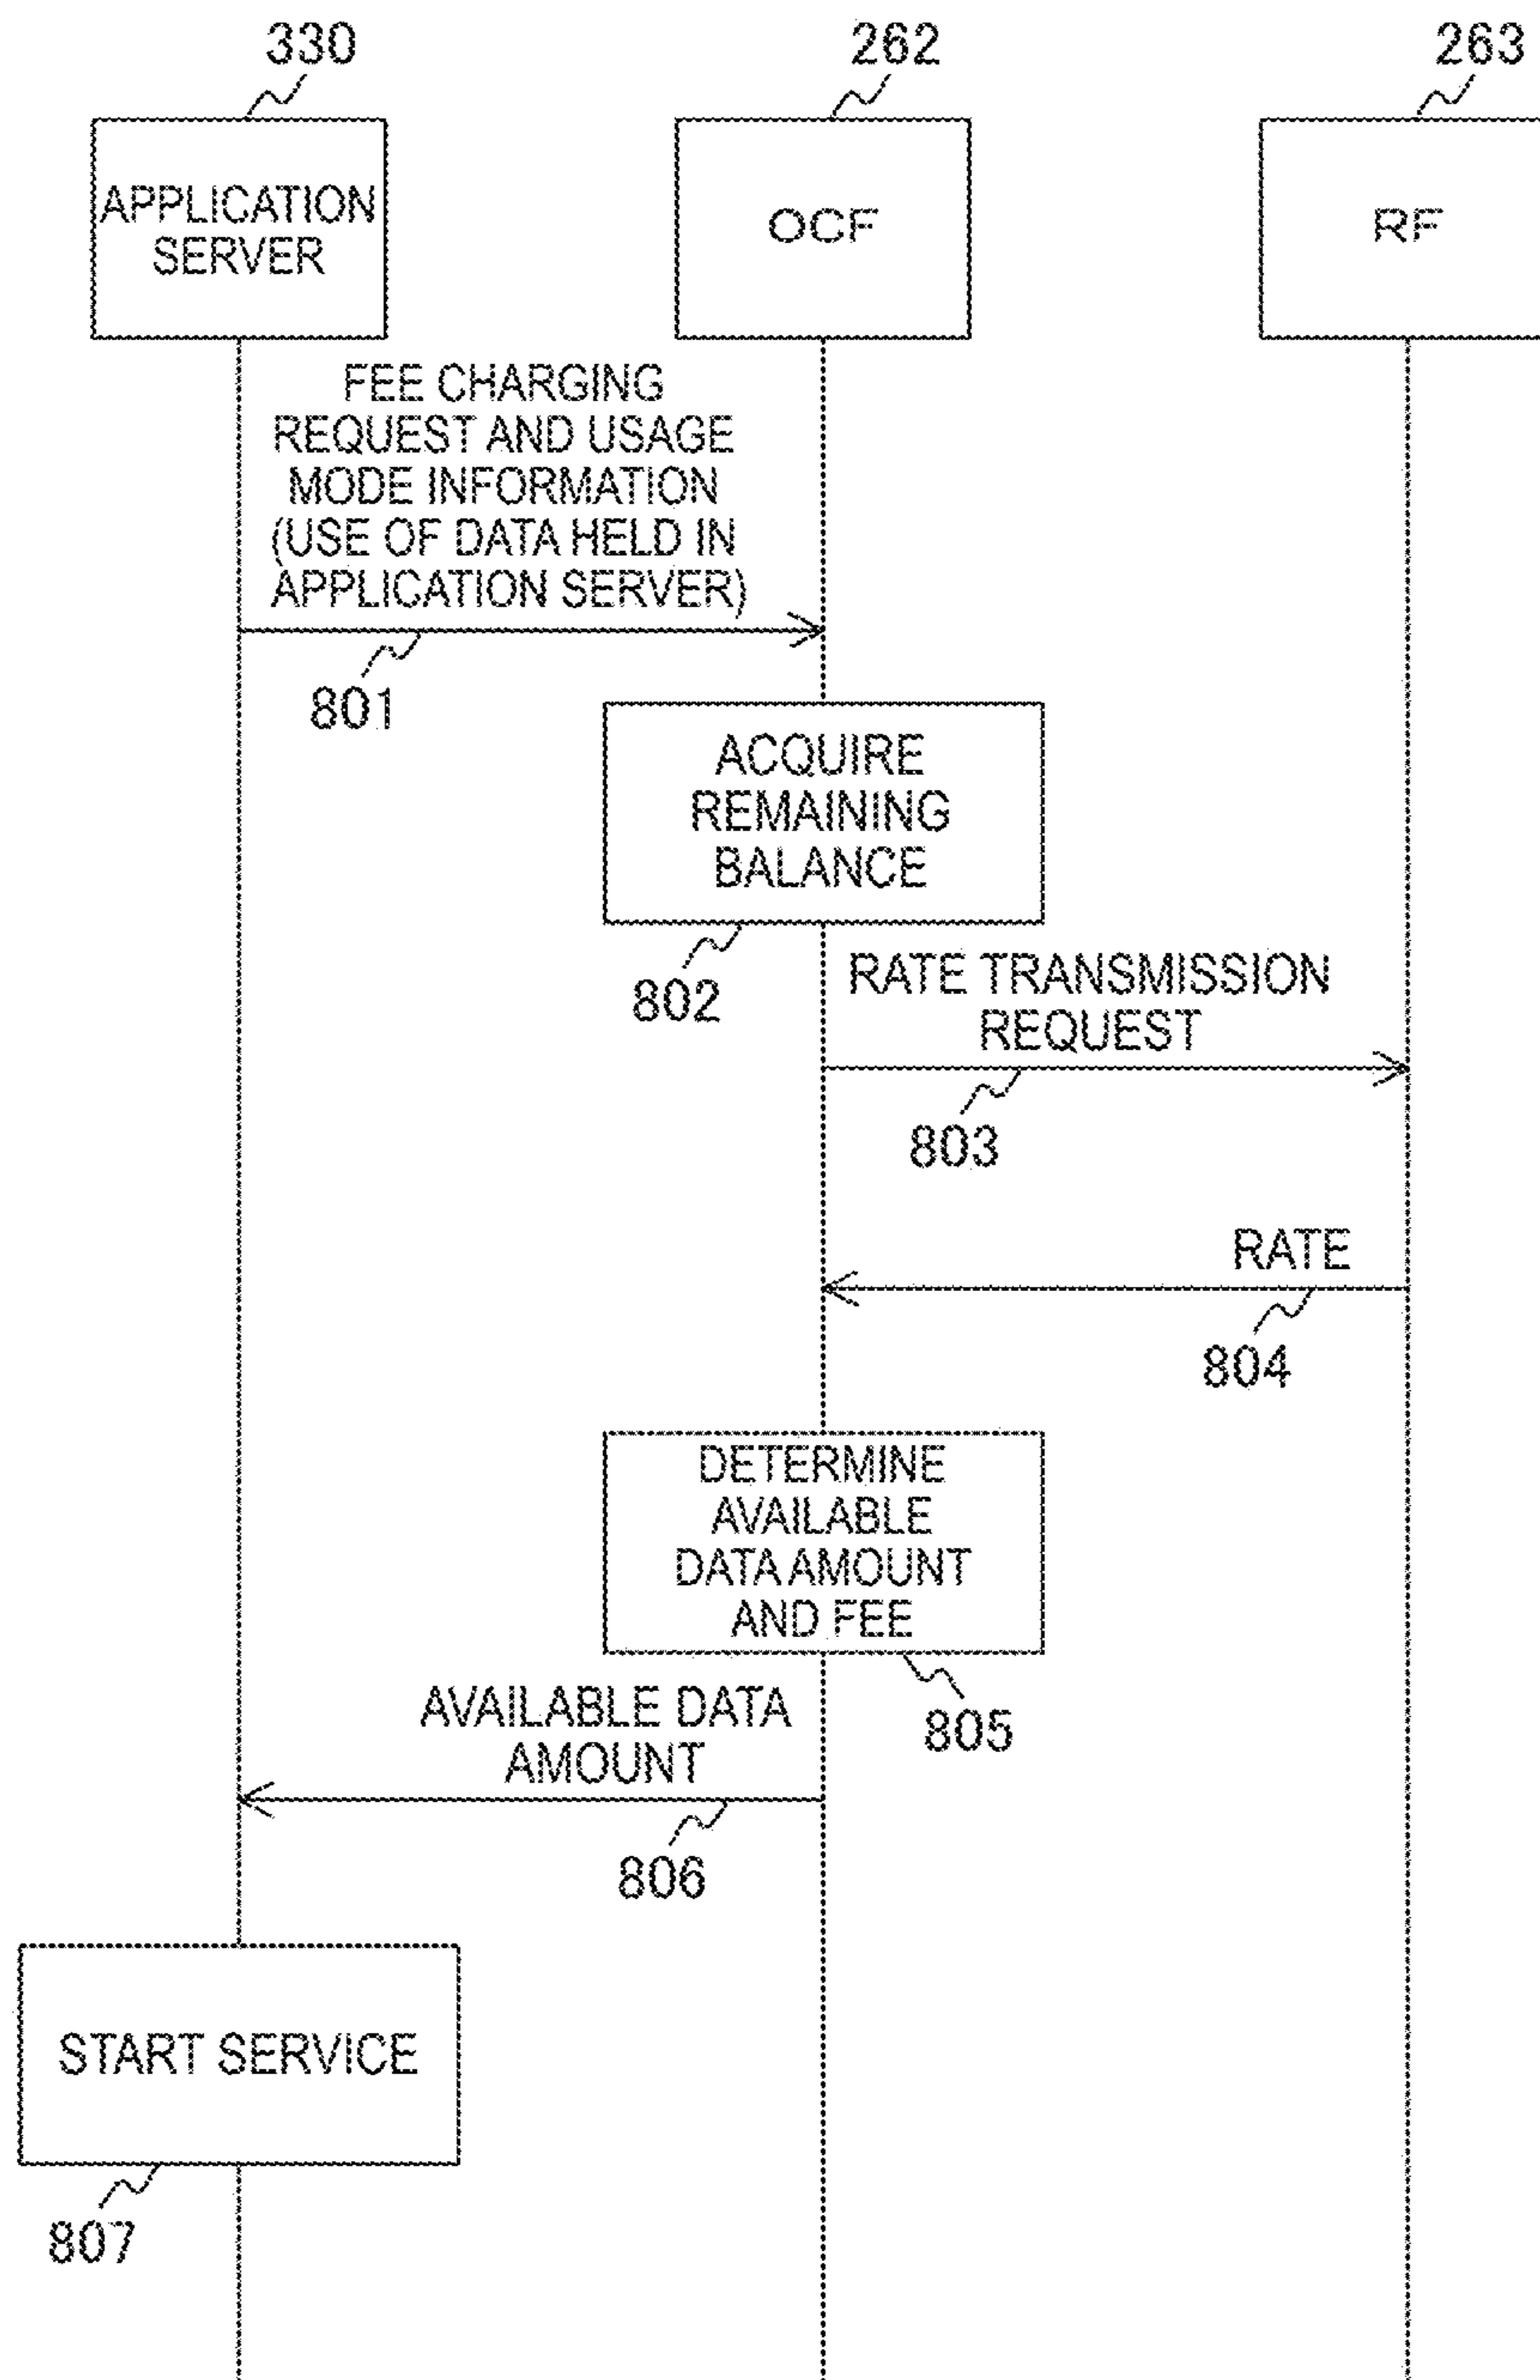 330
262
263
APPLICATION
SERVER
OCF
RF
FEE CHARGING
REQUEST AND USAGE
MODE INFORMATION
(USE OF DATA HELD IN
APPLICATION SERVER)
801
ACQUIRE
REMAINING
BALANCE
802
RATE TRANSMISSION
REQUEST
803
RATE
804
DETERMINE
AVAILABLE
DATA AMOUNT
AND FEE
805
AVAILABLE DATA
AMOUNT
806
START SERVICE
807